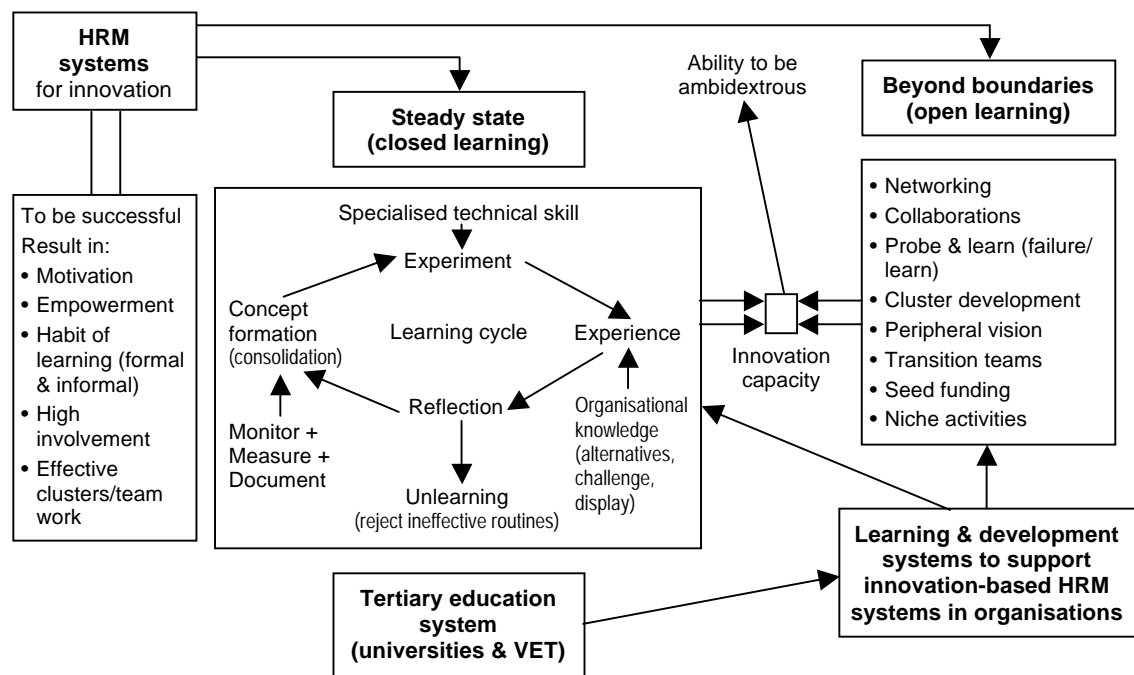 HRM
systems
for innovation
Steady state
(closed learning)
Ability to be
ambidextrous
Beyond boundaries
(open learning)
To be successful
Result in:
• Motivation
• Empowerment
• Habit of
learning (formal
& informal)
• High
involvement
• Effective
clusters/team
work
Specialised technical skill
Experiment
Concept
formation
(consolidation)
Learning cycle
Experience
Reflection
Monitor +
Measure +
Document
Unlearning
(reject ineffective routines)
Organisational
knowledge
(alternatives,
challenge,
display)
Innovation
capacity
• Networking
• Collaborations
• Probe & learn (failure/
learn)
• Cluster development
• Peripheral vision
• Transition teams
• Seed funding
• Niche activities
Tertiary education
system
(universities & VET)
Learning & development
systems to support
innovation-based HRM
systems in organisations